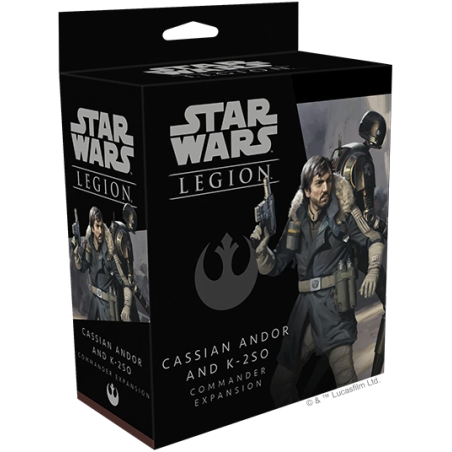 STAR
WARS
LEGION
CASSIAN ANDOR
AND K-2SO
COMMANDER
EXPANSION
STAR
WARS
LEGION
CASSIAN ANDOR
AND K-2SO
COMMANDER
EXPANSION
© & ™ Lucasfilm Ltd.